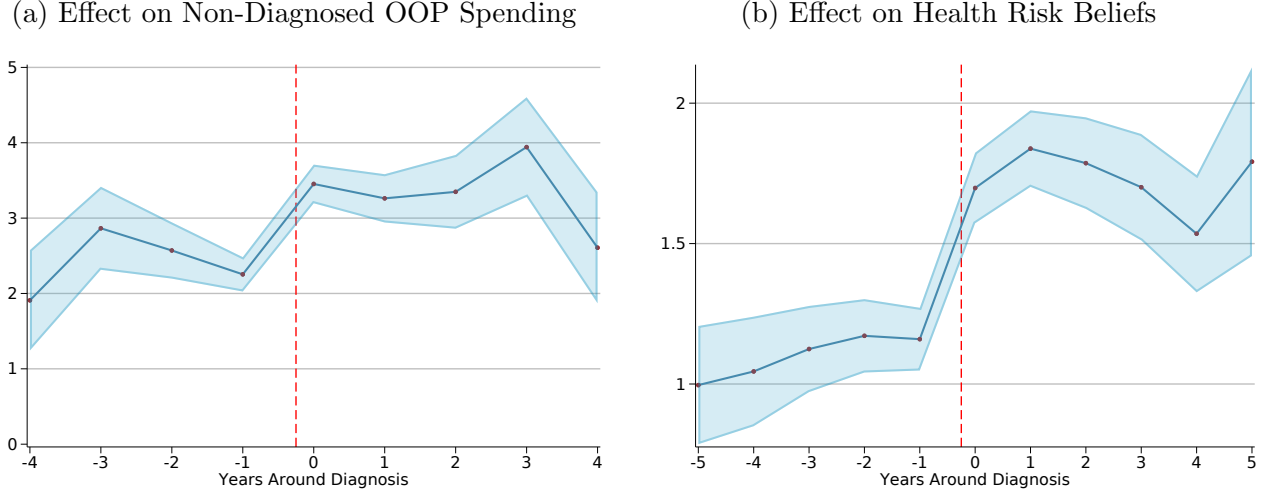 (a) Effect on Non-Diagnosed OOP Spending
5
4
3
2
1
0
-4 -3 -2 -1 0 1 2 3 4
Years Around Diagnosis
(b) Effect on Health Risk Beliefs
2
1.5
1
-5 -4 -3 -2 -1 0 1 2 3 4 5
Years Around Diagnosis